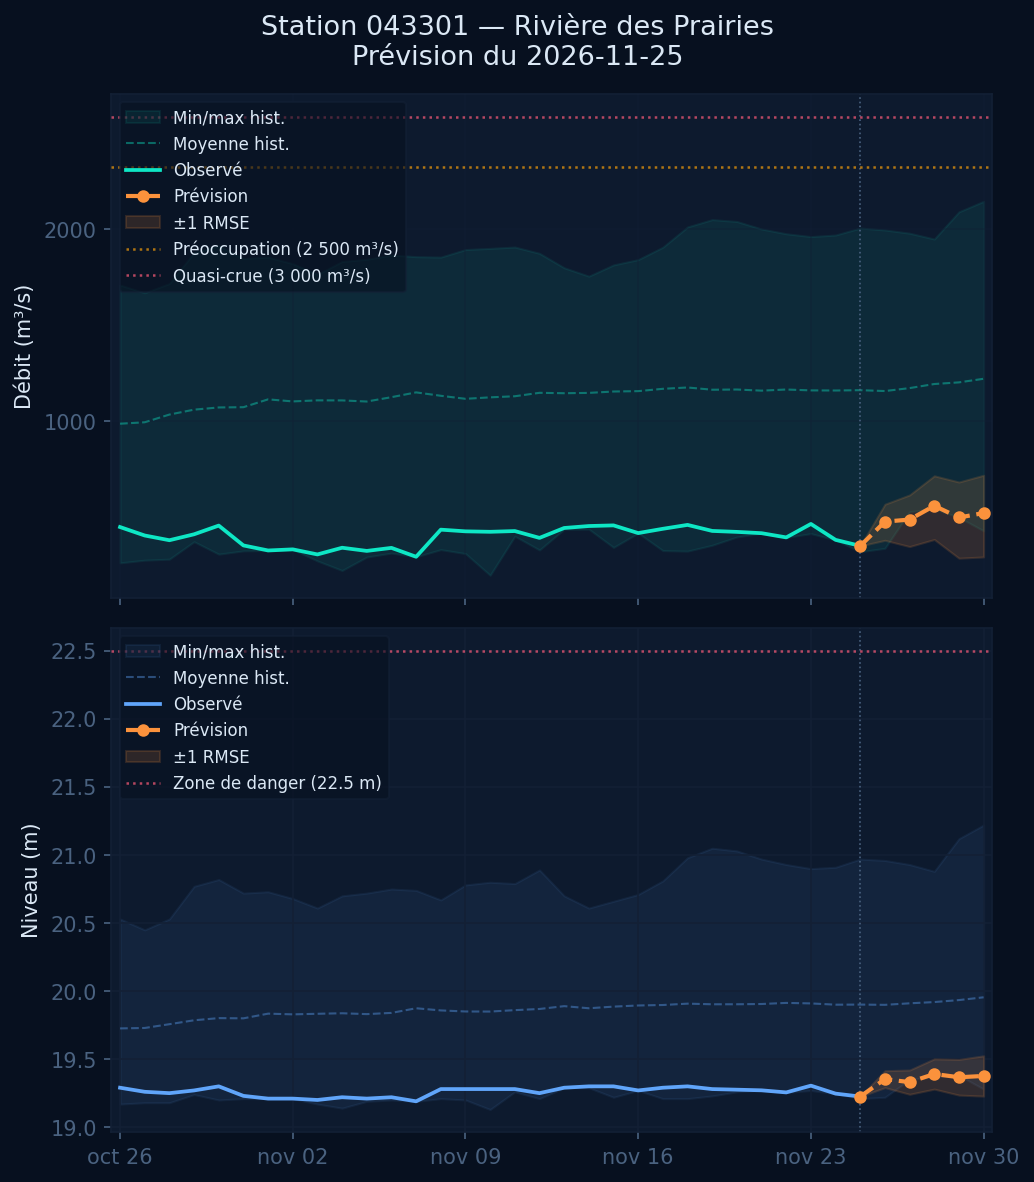 Station 043301 — Rivière des Prairies
Prévision du 2026-11-25
Min/max hist.
Moyenne hist.
Observé
Prévision
±1 RMSE
Préoccupation (2 500 m³/s)
Quasi-crue (3 000 m³/s)
Débit (m³/s)
2000
1000
Min/max hist.
Moyenne hist.
Observé
Prévision
±1 RMSE
Zone de danger (22.5 m)
Niveau (m)
22.5
22.0
21.5
21.0
20.5
20.0
19.5
19.0
oct 26
nov 02
nov 09
nov 16
nov 23
nov 30